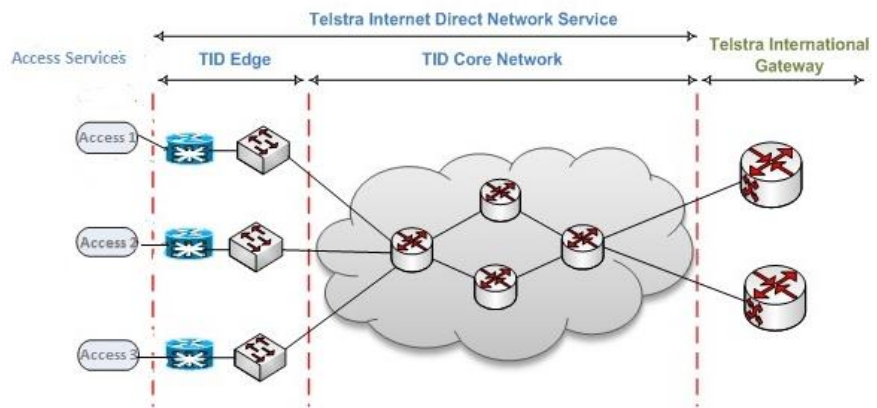 Telstra Internet Direct Network Service
Access Services
TID Edge
TID Core Network
Telstra International
Gateway
Access 1
Access 2
Access 3